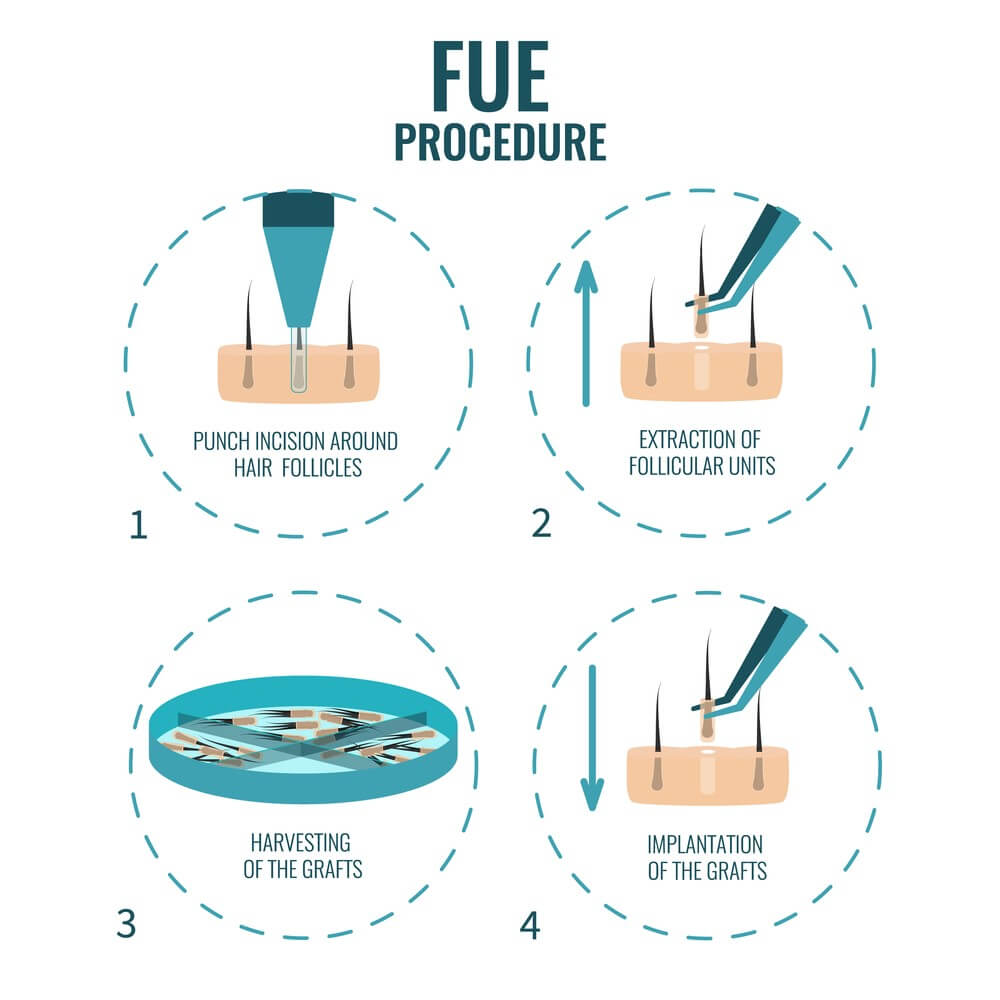 FUE
PROCEDURE
PUNCH INCISION AROUND
HAIR FOLLICLES
1
EXTRACTION OF
FOLLICULAR UNITS
2
HARVESTING
OF THE GRAFTS
3
IMPLANTATION
OF THE GRAFTS
4